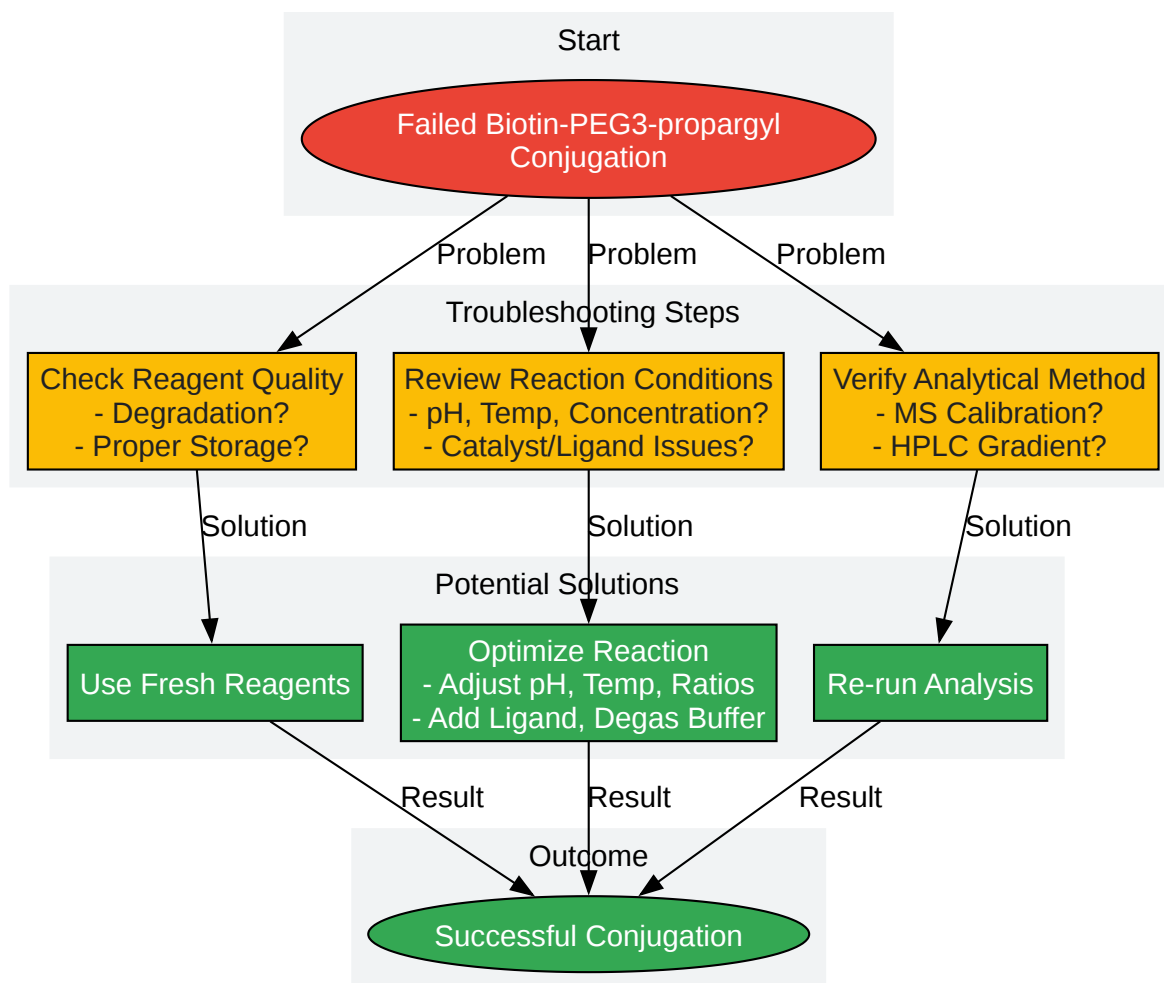 Start
Failed Biotin-PEG3-propargyl
Conjugation
Problem
Problem
Problem
Troubleshooting Steps
Check Reagent Quality
- Degradation?
- Proper Storage?
Review Reaction Conditions
- pH, Temp, Concentration?
- Catalyst/Ligand Issues?
Verify Analytical Method
- MS Calibration?
- HPLC Gradient?
Solution
Solution
Solution
Potential Solutions
Use Fresh Reagents
Optimize Reaction
- Adjust pH, Temp, Ratios
- Add Ligand, Degas Buffer
Re-run Analysis
Result
Result
Result
Outcome
Successful Conjugation